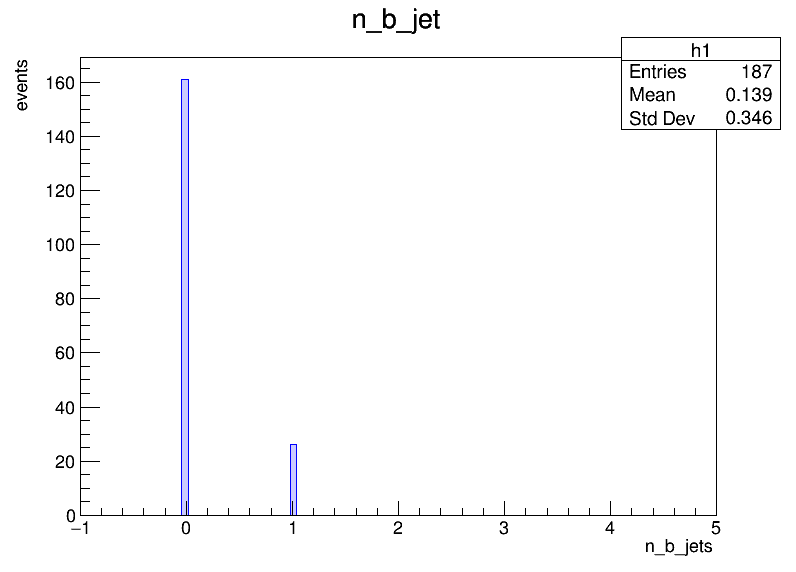 n_b_jet
h1
Entries 187
Mean 0.139
Std Dev 0.346
events
160
140
120
100
80
60
40
20
0
−1 0 1 2 3 4 5
n_b_jets